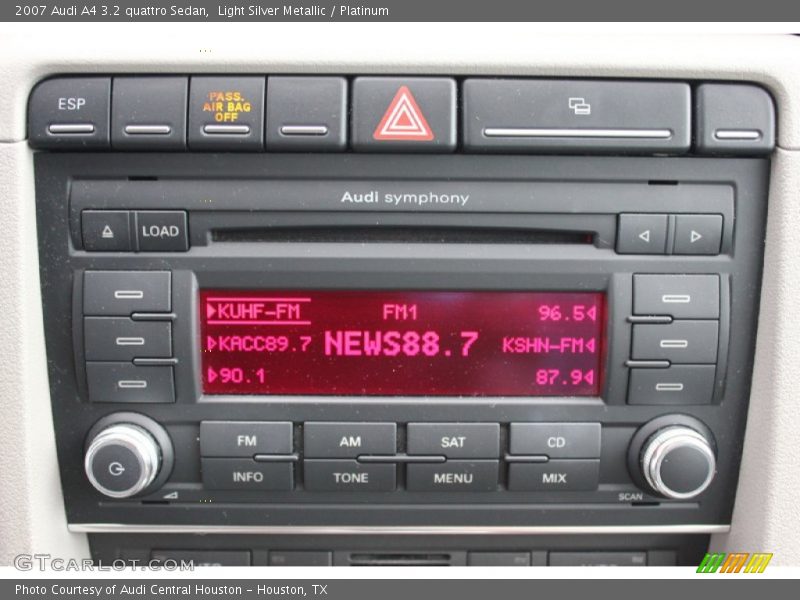 2007 Audi A4 3.2 quattro Sedan,  Light Silver Metallic / Platinum
ESP
PASS.
AIR BAG
OFF
Audi symphony
LOAD
KUHF-FM FM1 96.5
KACC89.7 NEWS88.7 KSHN-FM
90.1 87.9
FM AM SAT CD
INFO TONE MENU MIX
SCAN
GTCARLOT.COM
Photo Courtesy of Audi Central Houston - Houston, TX